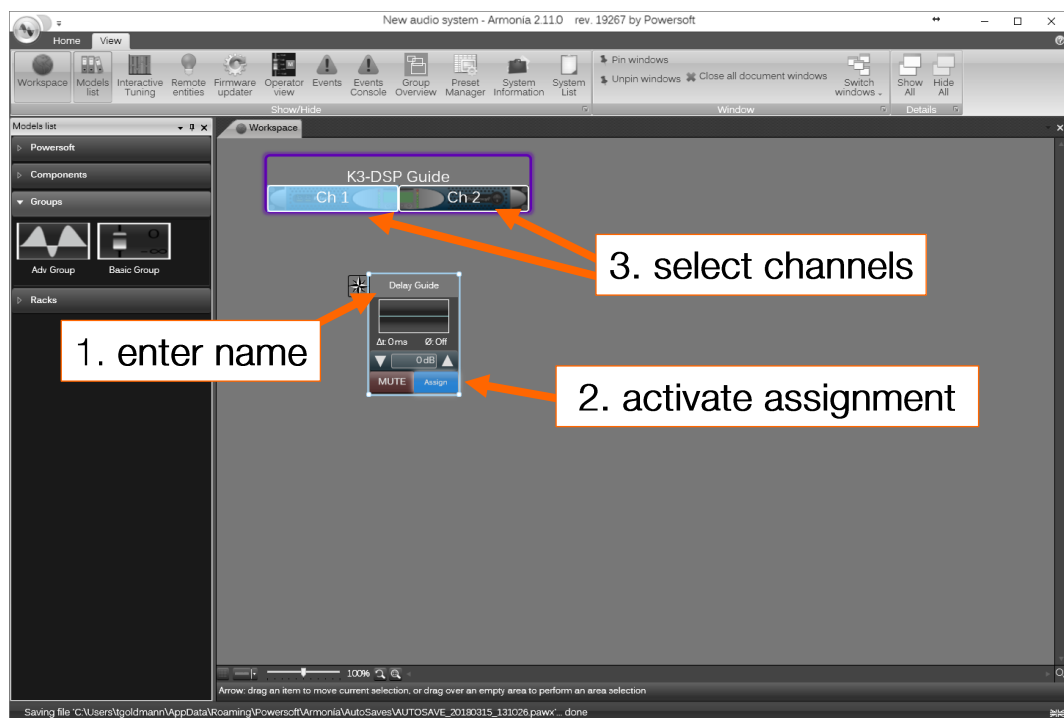 New audio system - Armonía 2.11.0 rev. 19267 by Powersoft
Home View
Workspace
Models list
Interactive Tuning
Remote entities
Firmware updater
Operator view
Events
Events Console
Group Overview
Preset Manager
System Information
System List
Pin windows
Unpin windows
Close all document windows
Switch windows
Show All
Hide All
Show/Hide
Window
Details
Models list
Workspace
Powersoft
Components
Groups
Adv Group
Basic Group
Racks
K3-DSP Guide
Ch 1
Ch 2
3. select channels
Delay Guide
Δt: 0 ms Ø: Off
0 dB
MUTE Assign
1. enter name
2. activate assignment
100%
Arrow: drag an item to move current selection, or drag over an empty area to perform an area selection
Saving file 'C:\Users\tgoldmann\AppData\Roaming\Powersoft\Armonía\AutoSaves\AUTOSAVE_20180315_131026.pawx'... done